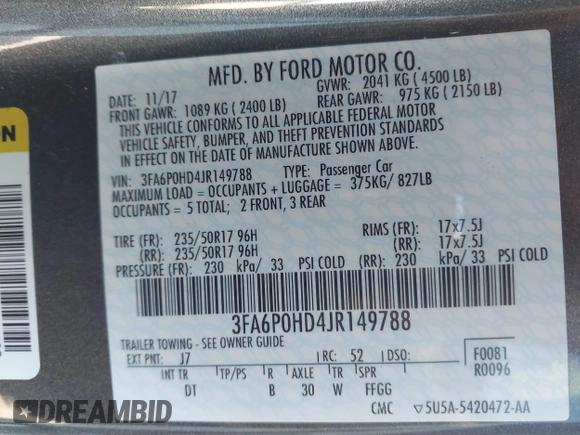 MFD. BY FORD MOTOR CO.
DATE: 11/17 GVWR: 2041 KG ( 4500 LB)
FRONT GAWR: 1089 KG ( 2400 LB) REAR GAWR: 975 KG ( 2150 LB)
THIS VEHICLE CONFORMS TO ALL APPLICABLE FEDERAL MOTOR
VEHICLE SAFETY, BUMPER, AND THEFT PREVENTION STANDARDS
IN EFFECT ON THE DATE OF MANUFACTURE SHOWN ABOVE.
VIN: 3FA6P0HD4JR149788 TYPE: Passenger Car
MAXIMUM LOAD = OCCUPANTS + LUGGAGE = 375KG/ 827LB
OCCUPANTS = 5 TOTAL; 2 FRONT, 3 REAR
TIRE (FR): 235/50R17 96H RIMS (FR): 17x7.5J
(RR): 235/50R17 96H (RR): 17x7.5J
PRESSURE (FR): 230 kPa/ 33 PSI COLD (RR): 230 kPa/ 33 PSI COLD
3FA6P0HD4JR149788
TRAILER TOWING - SEE OWNER GUIDE
EXT PNT: J7 RC: 52 DSO: F0081
R0096
INT TR TP/PS R AXLE TR SPR
DT B 30 W FFGG
CMC ▽5U5A-5420472-AA
ON
© RideSafely